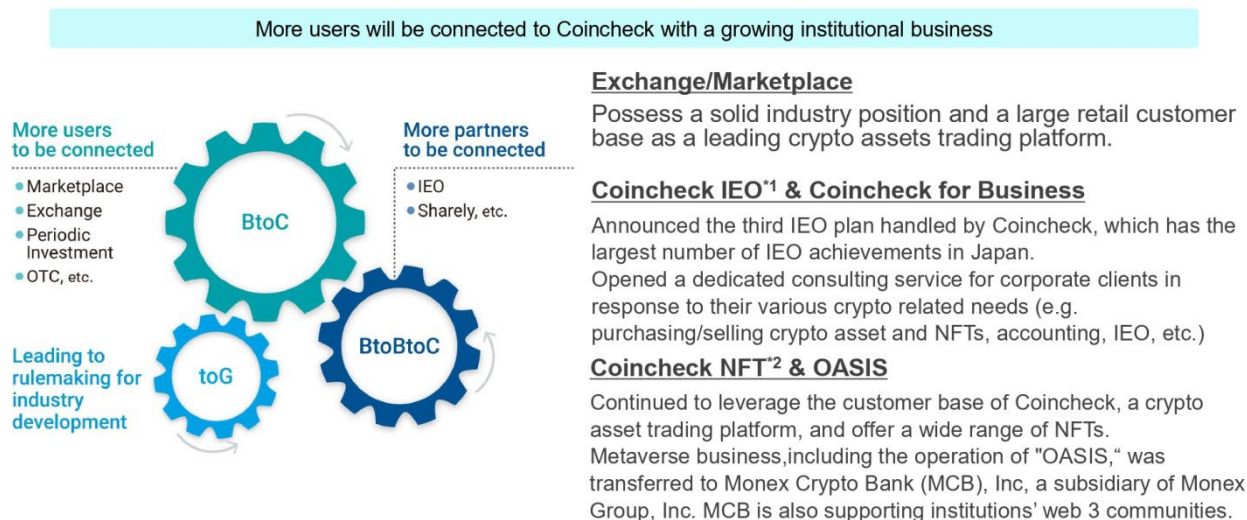 More users will be connected to Coincheck with a growing institutional business
More users
to be connected
• Marketplace
• Exchange
• Periodic
Investment
• OTC, etc.
BtoC
More partners
to be connected
• IEO
• Sharely, etc.
BtoBtoC
Leading to
rulemaking for
industry
development
toG
Exchange/Marketplace
Possess a solid industry position and a large retail customer
base as a leading crypto assets trading platform.
Coincheck IEO*1 & Coincheck for Business
Announced the third IEO plan handled by Coincheck, which has the
largest number of IEO achievements in Japan.
Opened a dedicated consulting service for corporate clients in
response to their various crypto related needs (e.g.
purchasing/selling crypto asset and NFTs, accounting, IEO, etc.)
Coincheck NFT*2 & OASIS
Continued to leverage the customer base of Coincheck, a crypto
asset trading platform, and offer a wide range of NFTs.
Metaverse business,including the operation of "OASIS,“ was
transferred to Monex Crypto Bank (MCB), Inc, a subsidiary of Monex
Group, Inc. MCB is also supporting institutions’ web 3 communities.